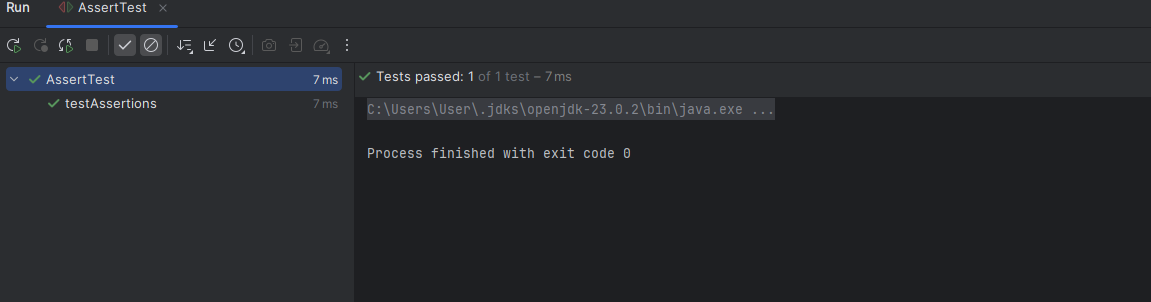 Run AssertTest
AssertTest 7 ms
testAssertions 7 ms
Tests passed: 1 of 1 test – 7 ms
C:\Users\User\.jdks\openjdk-23.0.2\bin\java.exe ...
Process finished with exit code 0